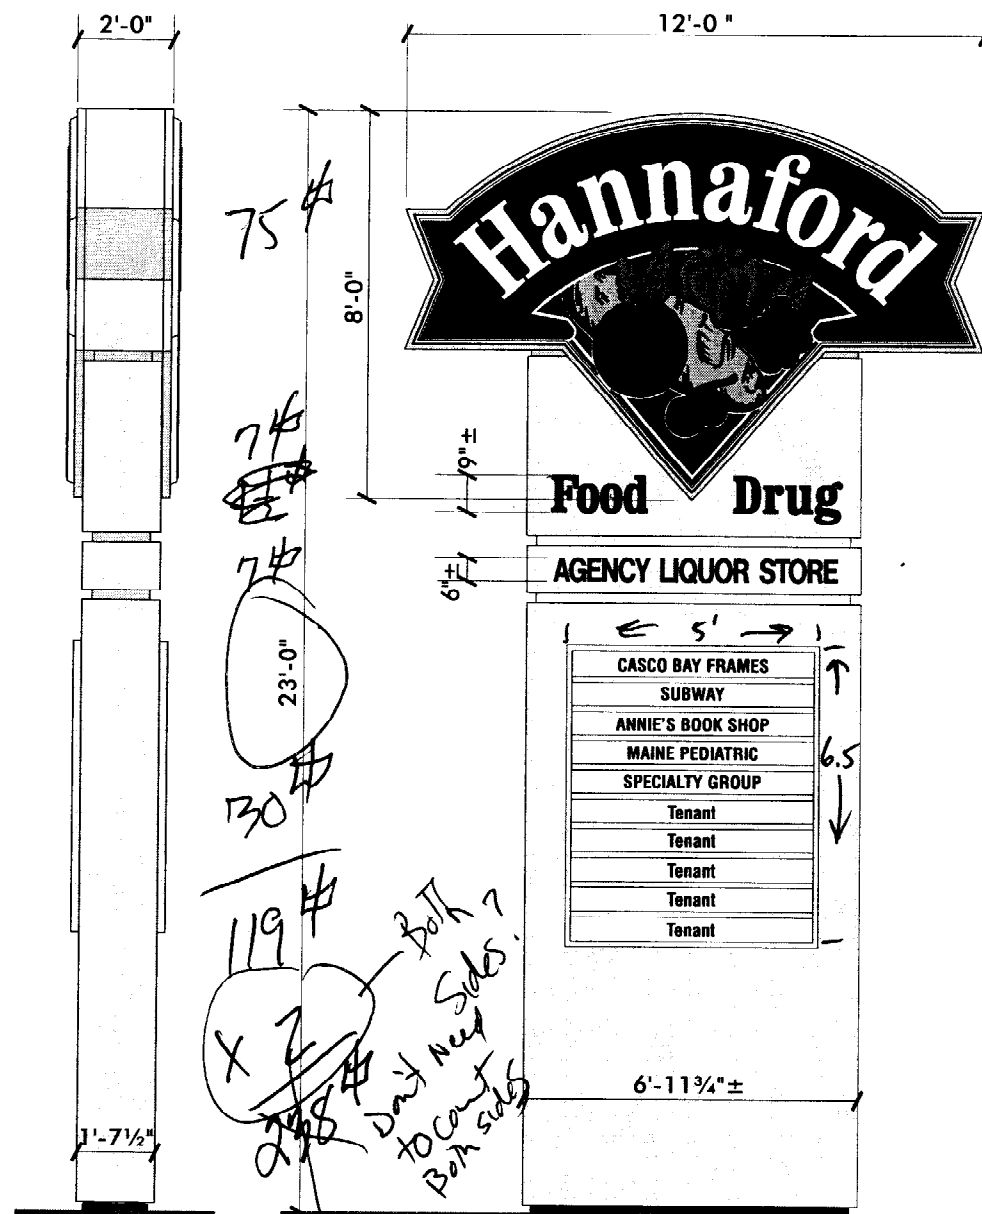 2'-0"
12'-0 "
75 ⌗
8'-0"
Hannaford
7 ⌗
9"±
Food Drug
7 ⌗
6"±
AGENCY LIQUOR STORE
← 5' →
23'-0"
CASCO BAY FRAMES
SUBWAY
ANNIE'S BOOK SHOP
MAINE PEDIATRIC
SPECIALTY GROUP
Tenant
Tenant
Tenant
Tenant
Tenant
6.5
30 ⌗
119 ⌗
x 2
238 ⌗
Both
Sides?
Don't Need
to count
Both sides
6'-11¾"±
1'-7½"